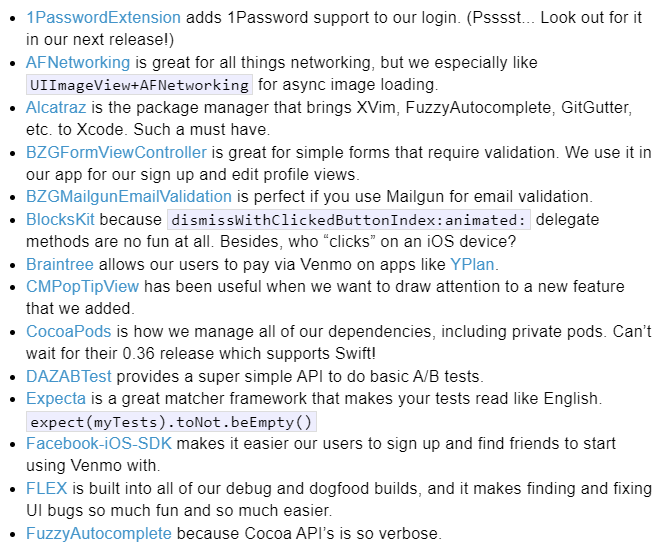 1PasswordExtension adds 1Password support to our login. (Psssst... Look out for it
in our next release!)
AFNetworking is great for all things networking, but we especially like
UIImageView+AFNetworking for async image loading.
Alcatraz is the package manager that brings XVim, FuzzyAutocomplete, GitGutter,
etc. to Xcode. Such a must have.
BZGFormViewController is great for simple forms that require validation. We use it in
our app for our sign up and edit profile views.
BZGMailgunEmailValidation is perfect if you use Mailgun for email validation.
BlocksKit because dismissWithClickedButtonIndex:animated: delegate
methods are no fun at all. Besides, who “clicks” on an iOS device?
Braintree allows our users to pay via Venmo on apps like YPlan.
CMPopTipView has been useful when we want to draw attention to a new feature
that we added.
CocoaPods is how we manage all of our dependencies, including private pods. Can’t
wait for their 0.36 release which supports Swift!
DAZABTest provides a super simple API to do basic A/B tests.
Expecta is a great matcher framework that makes your tests read like English.
expect(myTests).toNot.beEmpty()
Facebook-iOS-SDK makes it easier our users to sign up and find friends to start
using Venmo with.
FLEX is built into all of our debug and dogfood builds, and it makes finding and fixing
UI bugs so much fun and so much easier.
FuzzyAutocomplete because Cocoa API’s is so verbose.